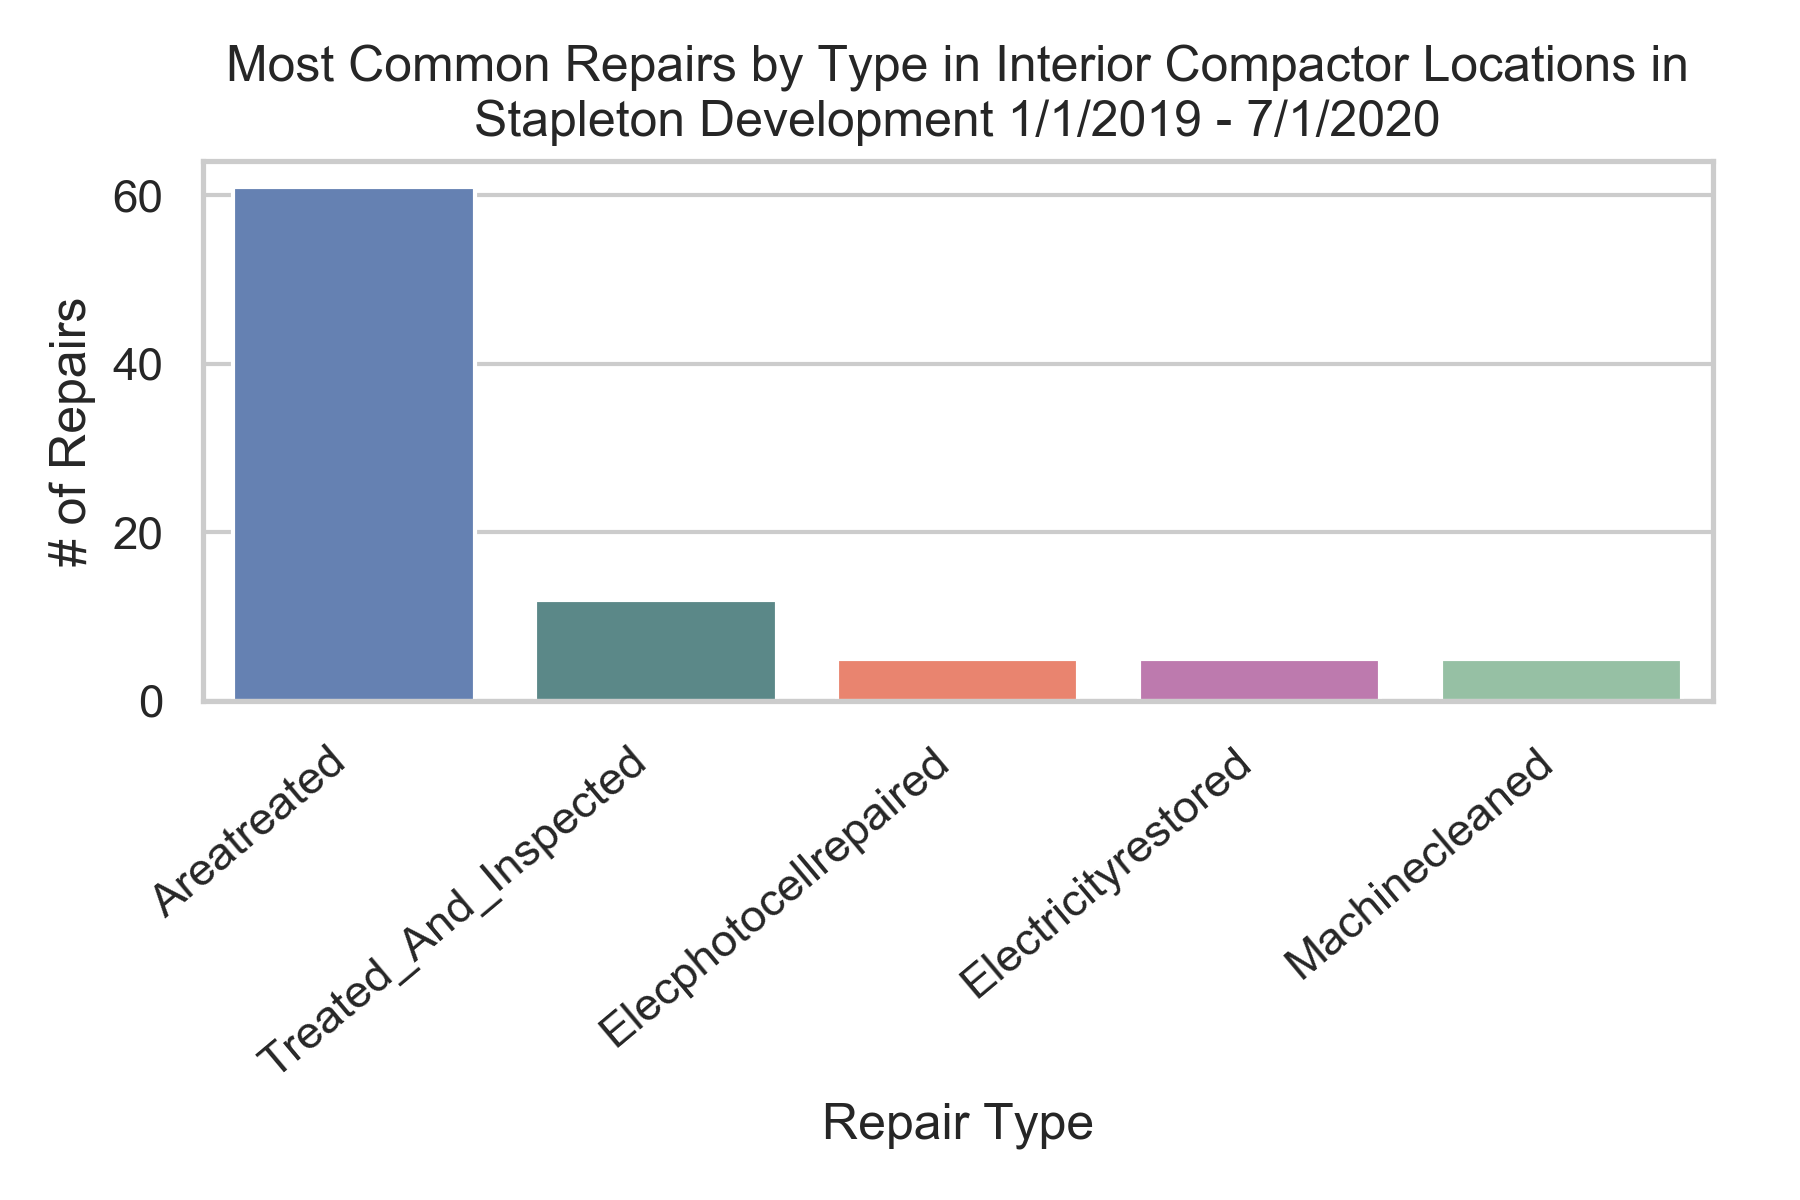 Most Common Repairs by Type in Interior Compactor Locations in
Stapleton Development 1/1/2019 - 7/1/2020
# of Repairs
60
40
20
0
Areatreated
Treated_And_Inspected
Elecphotocellrepaired
Electricityrestored
Machinecleaned
Repair Type